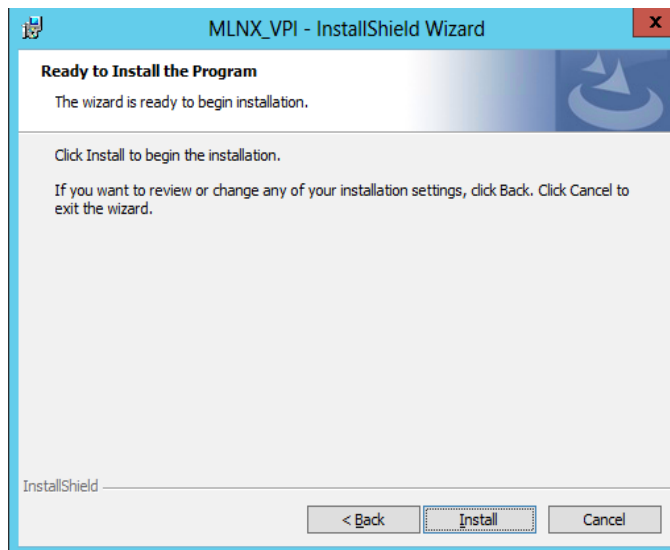 MLNX_VPI - InstallShield Wizard
x
Ready to Install the Program
The wizard is ready to begin installation.
Click Install to begin the installation.
If you want to review or change any of your installation settings, click Back. Click Cancel to
exit the wizard.
InstallShield
< Back
Install
Cancel